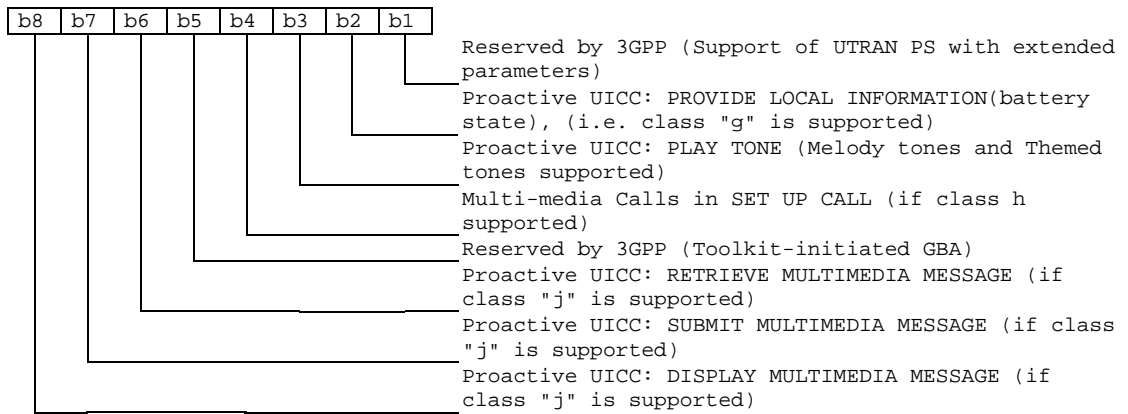 b8 b7 b6 b5 b4 b3 b2 b1
Reserved by 3GPP (Support of UTRAN PS with extended
parameters)
Proactive UICC: PROVIDE LOCAL INFORMATION(battery
state), (i.e. class "g" is supported)
Proactive UICC: PLAY TONE (Melody tones and Themed
tones supported)
Multi-media Calls in SET UP CALL (if class h
supported)
Reserved by 3GPP (Toolkit-initiated GBA)
Proactive UICC: RETRIEVE MULTIMEDIA MESSAGE (if
class "j" is supported)
Proactive UICC: SUBMIT MULTIMEDIA MESSAGE (if class
"j" is supported)
Proactive UICC: DISPLAY MULTIMEDIA MESSAGE (if
class "j" is supported)